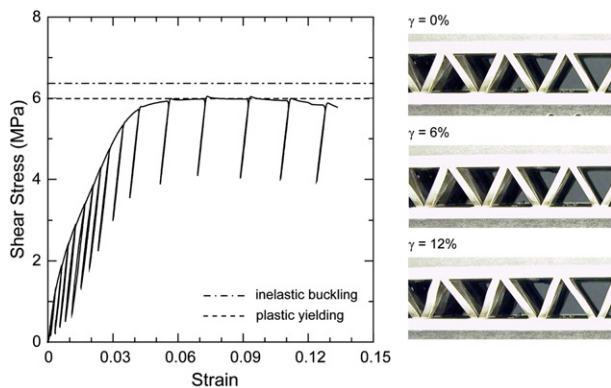 8
6
4
2
0
Shear Stress (MPa)
inelastic buckling
plastic yielding
0 0.03 0.06 0.09 0.12 0.15
Strain
γ = 0%
γ = 6%
γ = 12%